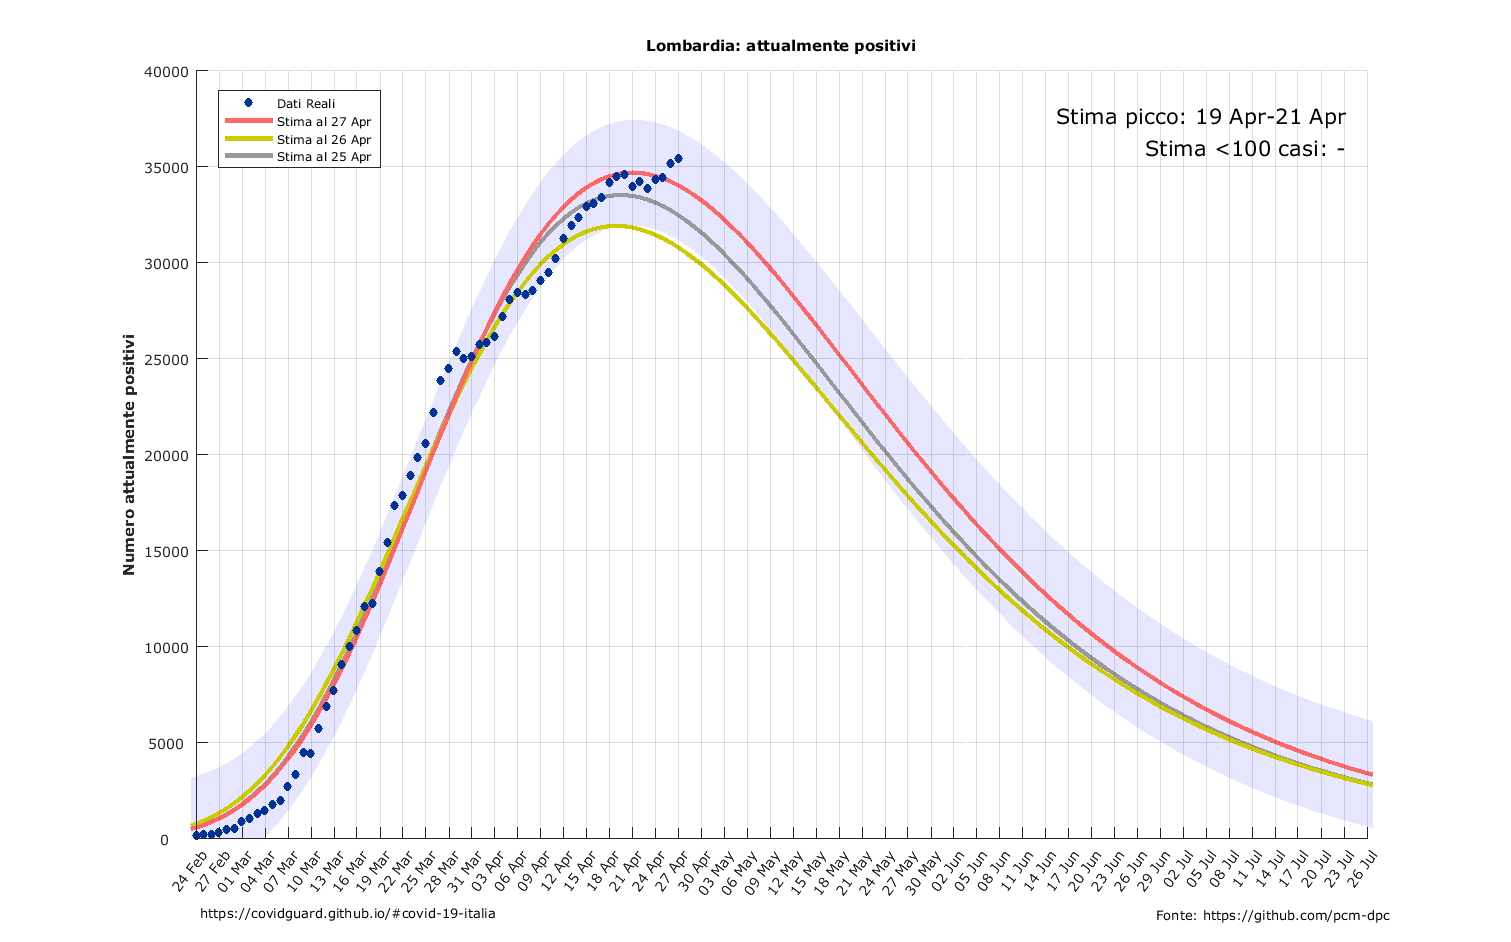 Lombardia: attualmente positivi
40000
35000
30000
25000
20000
15000
10000
5000
0
Numero attualmente positivi
Dati Reali
Stima al 27 Apr
Stima al 26 Apr
Stima al 25 Apr
Stima picco: 19 Apr-21 Apr
Stima <100 casi: -
24 Feb
27 Feb
01 Mar
04 Mar
07 Mar
10 Mar
13 Mar
16 Mar
19 Mar
22 Mar
25 Mar
28 Mar
31 Mar
03 Apr
06 Apr
09 Apr
12 Apr
15 Apr
18 Apr
21 Apr
24 Apr
27 Apr
30 Apr
03 May
06 May
09 May
12 May
15 May
18 May
21 May
24 May
27 May
30 May
02 Jun
05 Jun
08 Jun
11 Jun
14 Jun
17 Jun
20 Jun
23 Jun
26 Jun
29 Jun
02 Jul
05 Jul
08 Jul
11 Jul
14 Jul
17 Jul
20 Jul
23 Jul
26 Jul
https://covidguard.github.io/#covid-19-italia
Fonte: https://github.com/pcm-dpc